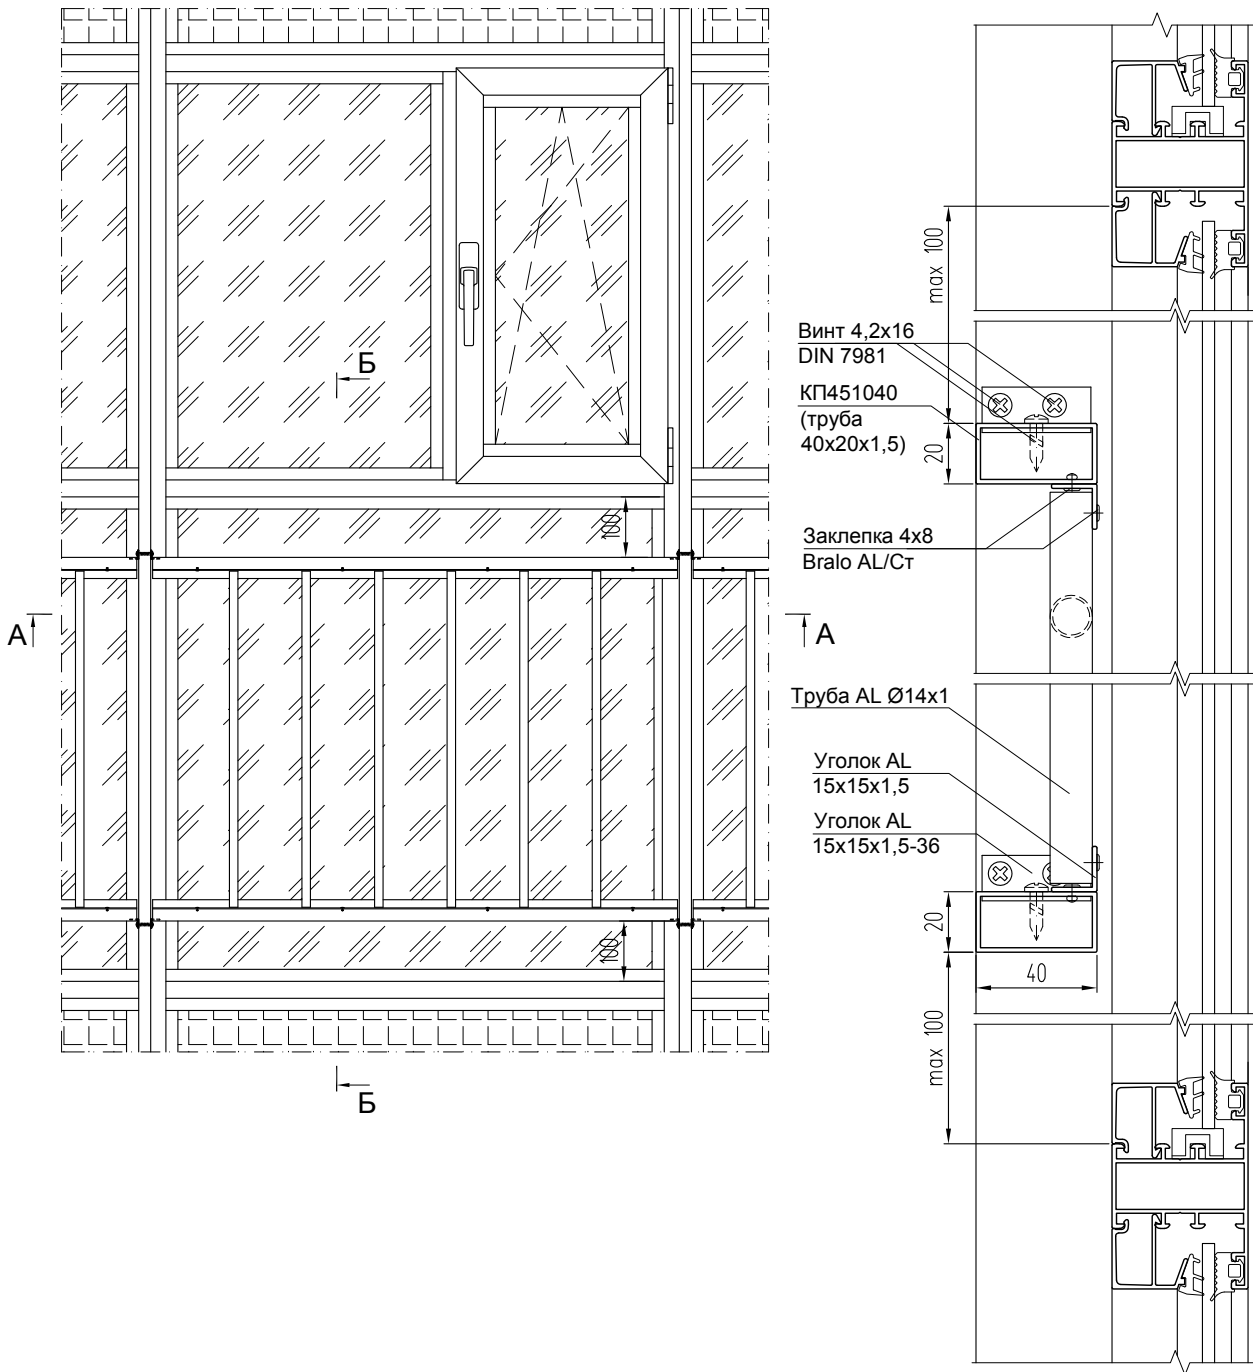 Б
100
А
А
100
Б
max 100
Винт 4,2х16
DIN 7981
КП451040
(труба
40х20х1,5)
20
Заклепка 4х8
Bralo AL/Ст
Труба AL Ø14х1
Уголок AL
15х15х1,5
Уголок AL
15х15х1,5-36
20
40
max 100